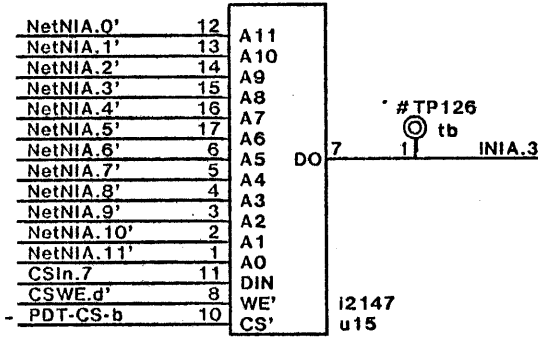 NetNIA.0' 12 A11
NetNIA.1' 13 A10
NetNIA.2' 14 A9
NetNIA.3' 15 A8
NetNIA.4' 16 A7
NetNIA.5' 17 A6
NetNIA.6' 6 A5
NetNIA.7' 5 A4
NetNIA.8' 4 A3
NetNIA.9' 3 A2
NetNIA.10' 2 A1
NetNIA.11' 1 A0
CSIn.7 11 DIN
CSWE.d' 8 WE'
PDT-CS-b 10 CS'
#TP126
tb
DO 7 1 INIA.3
i2147
u15